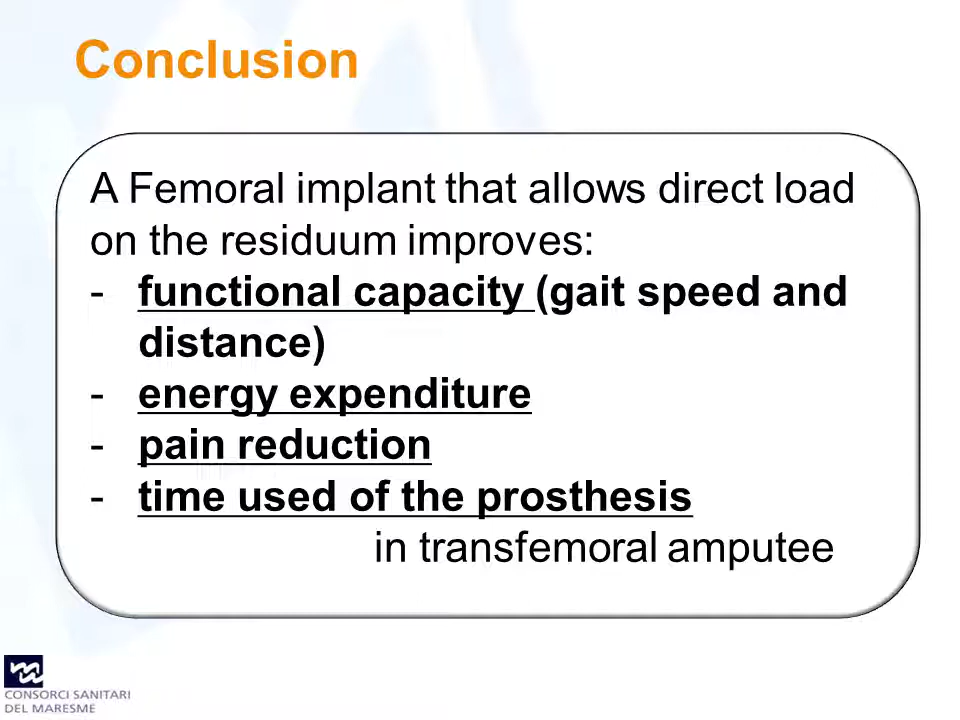 Conclusion
A Femoral implant that allows direct load
on the residuum improves:
- functional capacity (gait speed and
distance)
- energy expenditure
- pain reduction
- time used of the prosthesis
in transfemoral amputee
CONSORCI SANITARI
DEL MARESME